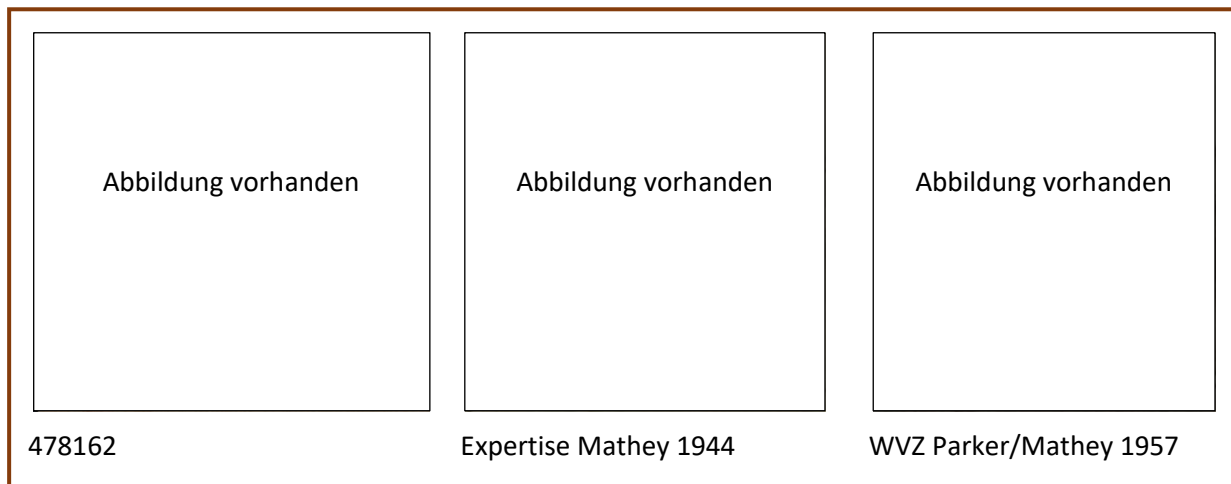 Abbildung vorhanden
Abbildung vorhanden
Abbildung vorhanden
478162
Expertise Mathey 1944
WVZ Parker/Mathey 1957